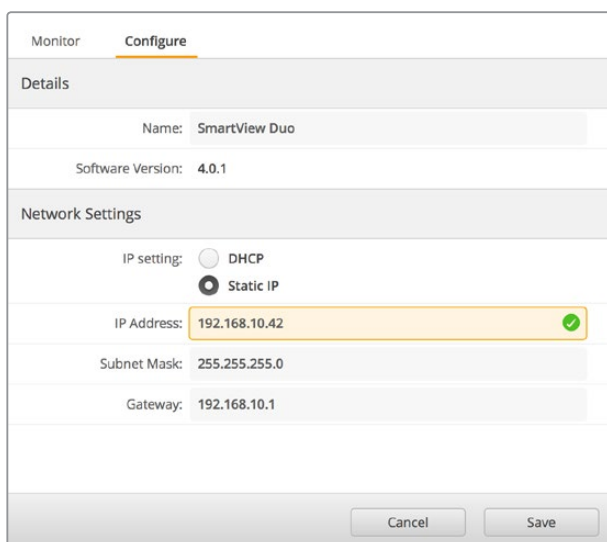 Monitor Configure
Details
Name: SmartView Duo
Software Version: 4.0.1
Network Settings
IP setting: DHCP
Static IP
IP Address: 192.168.10.42
Subnet Mask: 255.255.255.0
Gateway: 192.168.10.1
Cancel Save